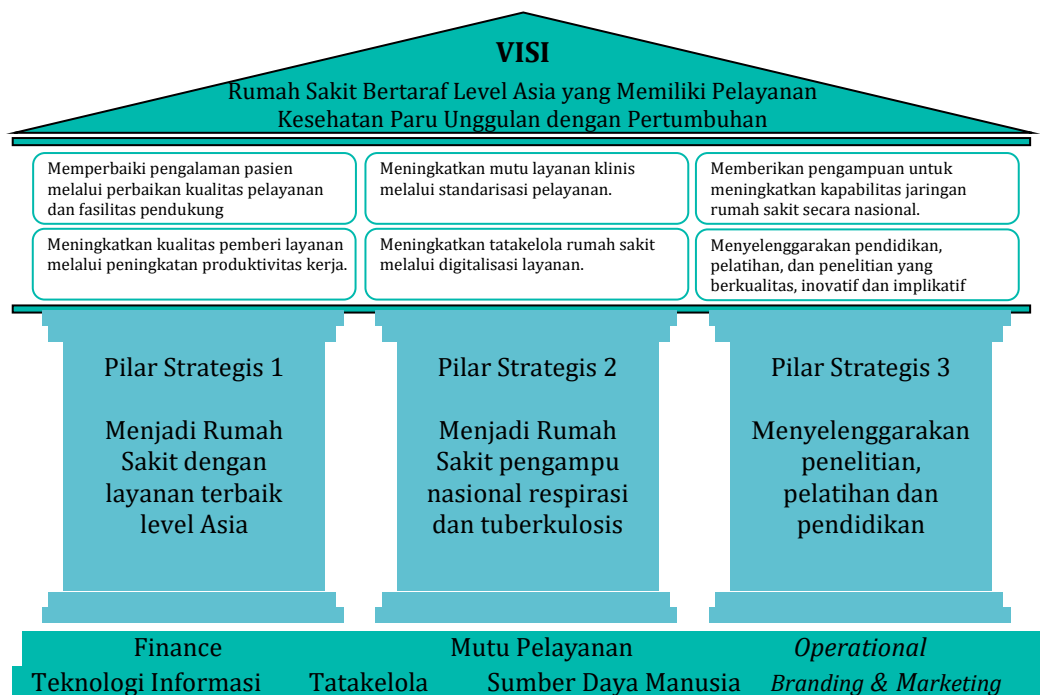 VISI
Rumah Sakit Bertaraf Level Asia yang Memiliki Pelayanan
Kesehatan Paru Unggulan dengan Pertumbuhan
Memperbaiki pengalaman pasien
melalui perbaikan kualitas pelayanan
dan fasilitas pendukung
Meningkatkan mutu layanan klinis
melalui standarisasi pelayanan.
Memberikan pengampuan untuk
meningkatkan kapabilitas jaringan
rumah sakit secara nasional.
Meningkatkan kualitas pemberi layanan
melalui peningkatan produktivitas kerja.
Meningkatkan tatakelola rumah sakit
melalui digitalisasi layanan.
Menyelenggarakan pendidikan,
pelatihan, dan penelitian yang
berkualitas, inovatif dan implikatif
Pilar Strategis 1
Menjadi Rumah
Sakit dengan
layanan terbaik
level Asia
Pilar Strategis 2
Menjadi Rumah
Sakit pengampu
nasional respirasi
dan tuberkulosis
Pilar Strategis 3
Menyelenggarakan
penelitian,
pelatihan dan
pendidikan
Finance Mutu Pelayanan Operational
Teknologi Informasi Tatakelola Sumber Daya Manusia Branding & Marketing